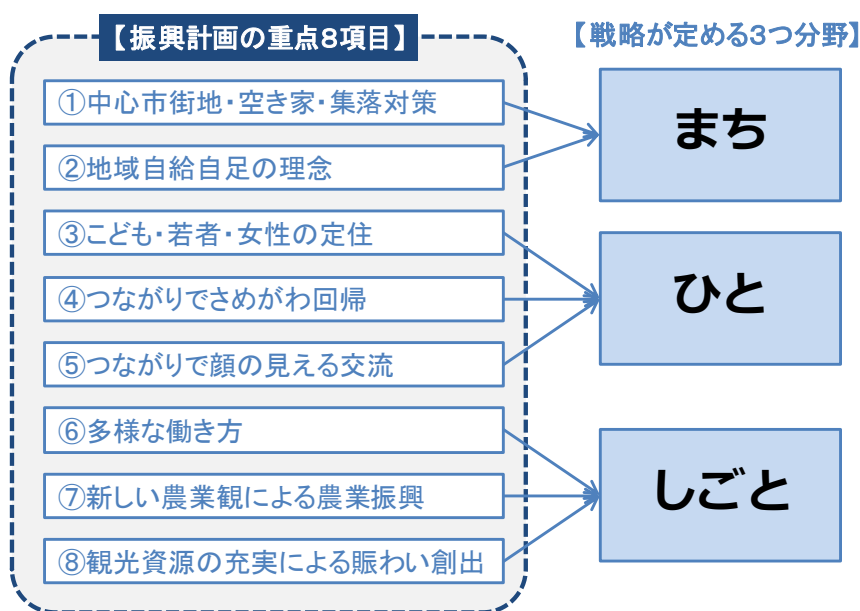 【振興計画の重点8項目】
①中心市街地・空き家・集落対策
②地域自給自足の理念
③こども・若者・女性の定住
④つながりでさめがわ回帰
⑤つながりで顔の見える交流
⑥多様な働き方
⑦新しい農業観による農業振興
⑧観光資源の充実による賑わい創出
【戦略が定める3つ分野】
まち
ひと
しごと